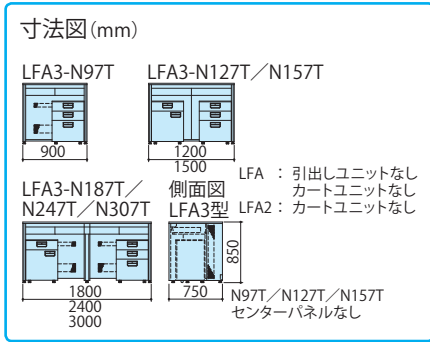 寸法図(mm)
LFA3-N97T
LFA3-N127T／N157T
900
1200
1500
LFA ： 引出しユニットなし
カートユニットなし
LFA2： カートユニットなし
LFA3-N187T／
N247T／N307T
側面図
LFA3型
850
1800
2400
3000
750
N97T／N127T／N157T
センターパネルなし